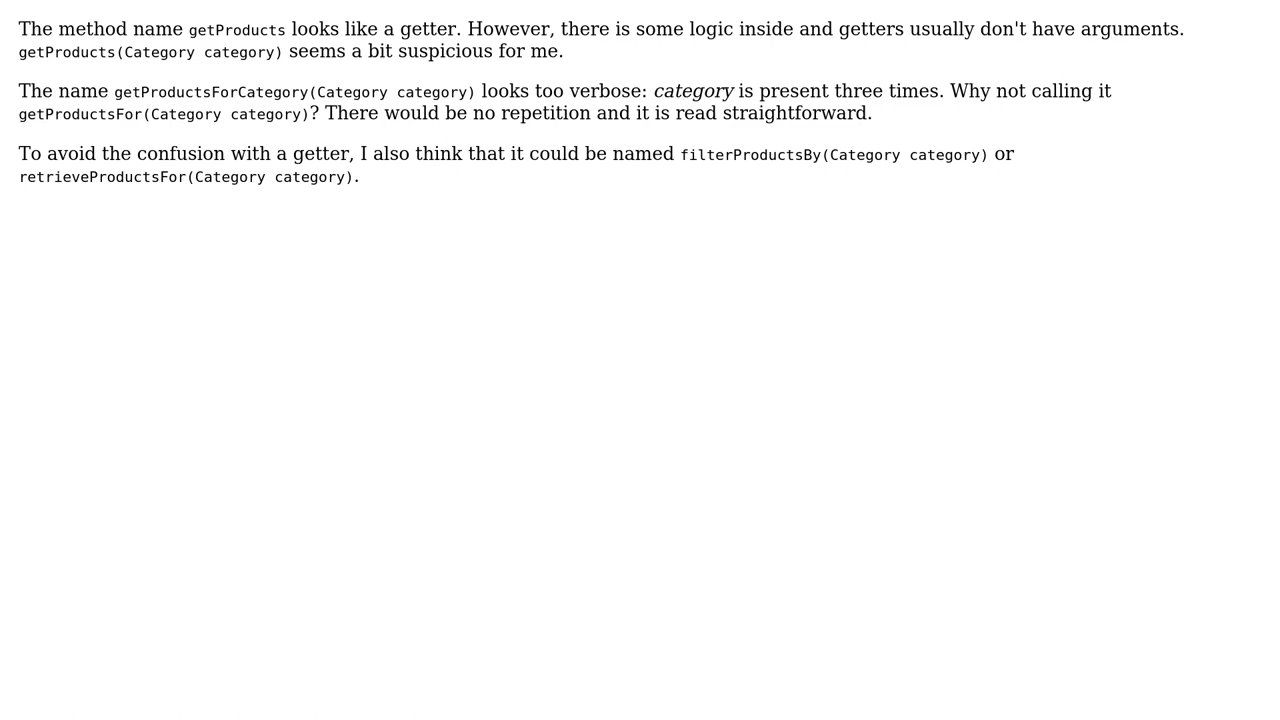 The method name getProducts looks like a getter. However, there is some logic inside and getters usually don't have arguments.
getProducts(Category category) seems a bit suspicious for me.
The name getProductsForCategory(Category category) looks too verbose: category is present three times. Why not calling it
getProductsFor(Category category)? There would be no repetition and it is read straightforward.
To avoid the confusion with a getter, I also think that it could be named filterProductsBy(Category category) or
retrieveProductsFor(Category category).